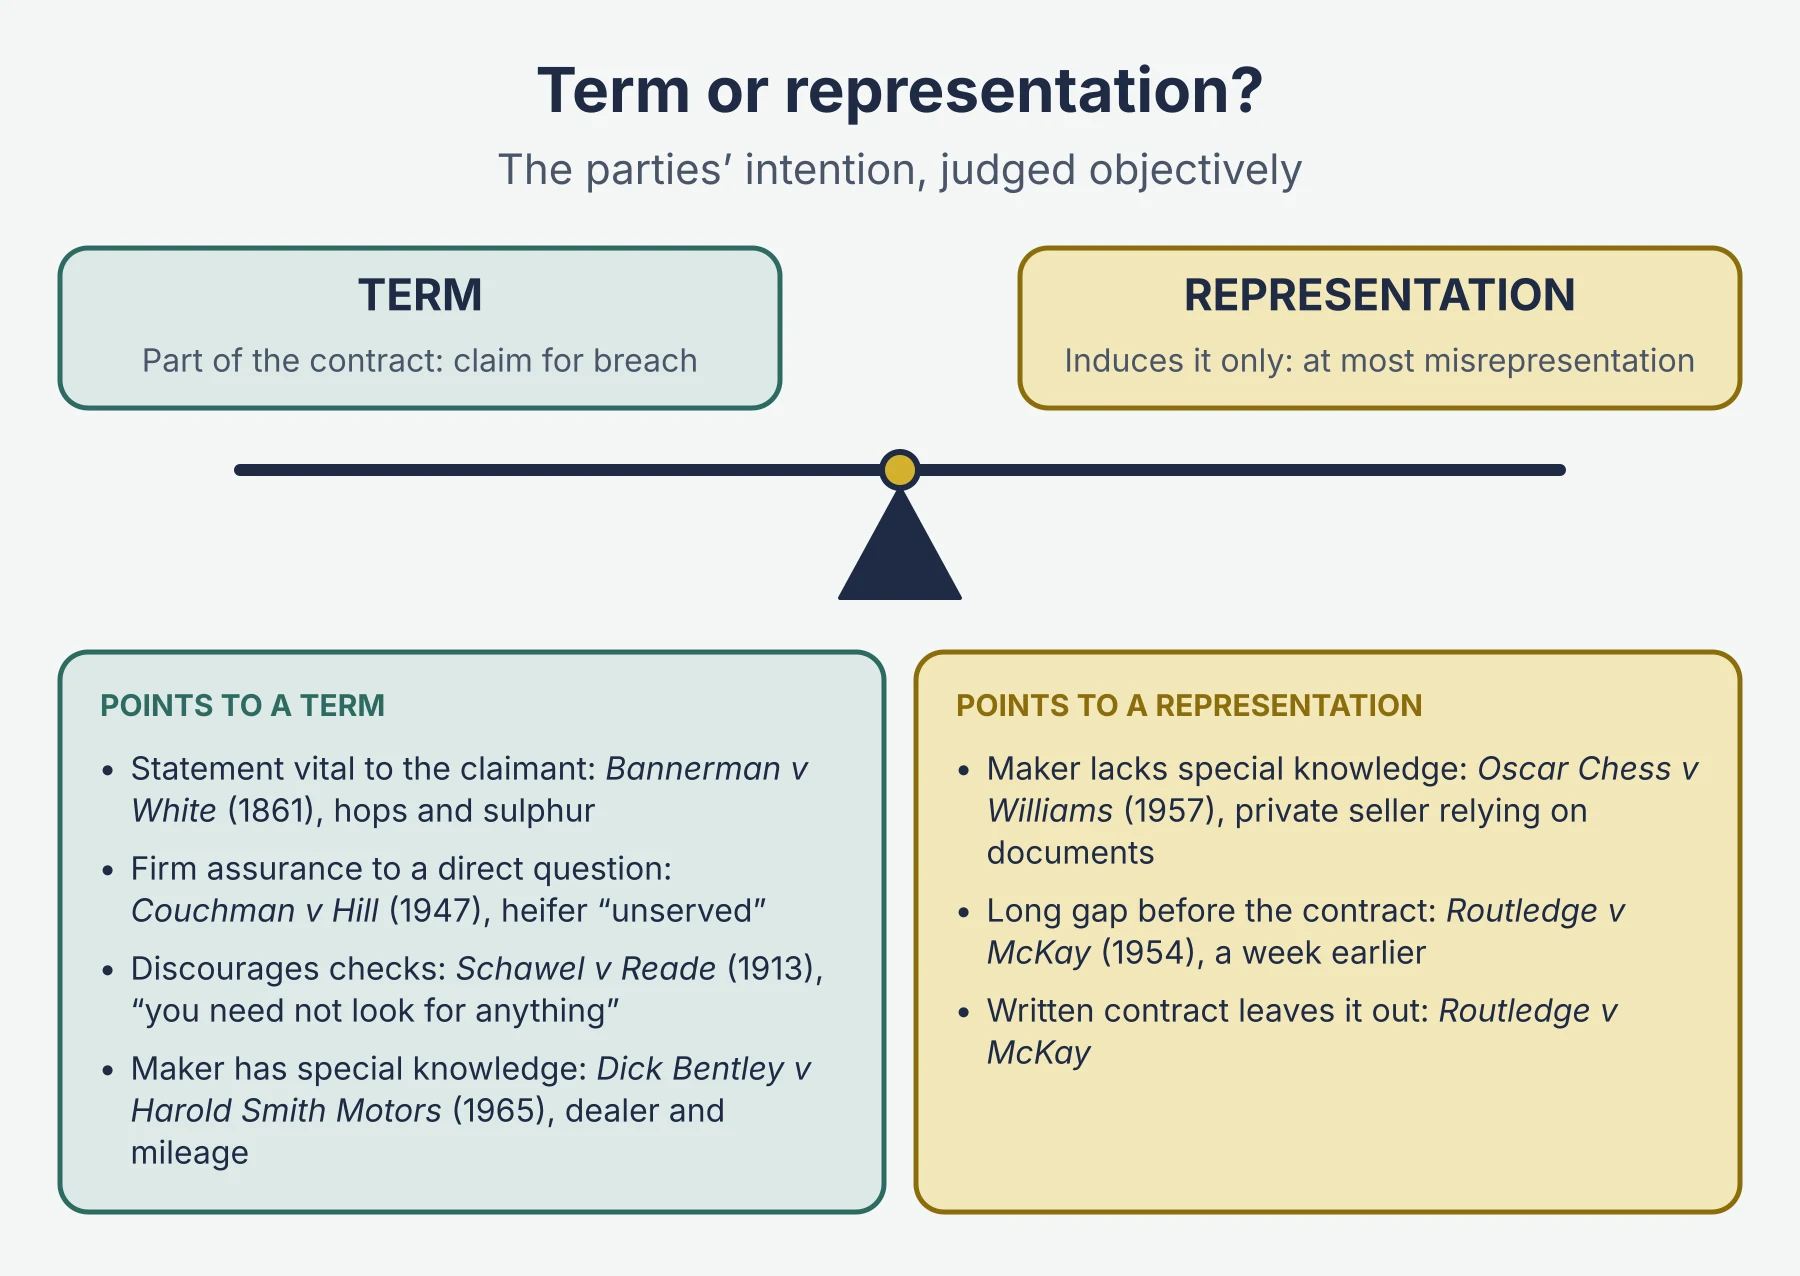 Term or representation?
The parties’ intention, judged objectively
TERM
Part of the contract: claim for breach
REPRESENTATION
Induces it only: at most misrepresentation
POINTS TO A TERM
• Statement vital to the claimant: Bannerman v
White (1861), hops and sulphur
• Firm assurance to a direct question:
Couchman v Hill (1947), heifer “unserved”
• Discourages checks: Schawel v Reade (1913),
“you need not look for anything”
• Maker has special knowledge: Dick Bentley v
Harold Smith Motors (1965), dealer and
mileage
POINTS TO A REPRESENTATION
• Maker lacks special knowledge: Oscar Chess v
Williams (1957), private seller relying on
documents
• Long gap before the contract: Routledge v
McKay (1954), a week earlier
• Written contract leaves it out: Routledge v
McKay